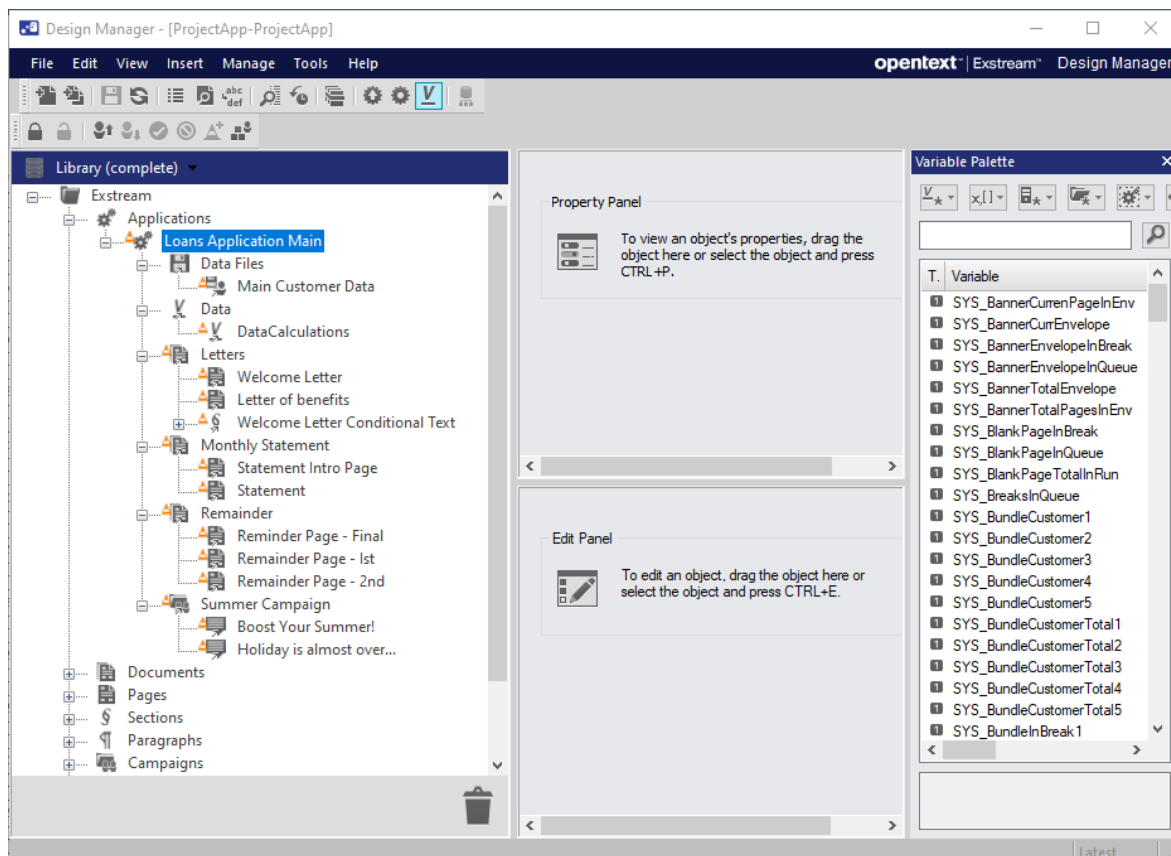 Design Manager - [ProjectApp-ProjectApp]
File Edit View Insert Manage Tools Help
opentext™ | Exstream™ Design Manager
abc
def
Library (complete)
Exstream
Applications
Loans Application Main
Data Files
Main Customer Data
Data
DataCalculations
Letters
Welcome Letter
Letter of benefits
Welcome Letter Conditional Text
Monthly Statement
Statement Intro Page
Statement
Remainder
Reminder Page - Final
Remainder Page - Ist
Remainder Page - 2nd
Summer Campaign
Boost Your Summer!
Holiday is almost over...
Documents
Pages
Sections
Paragraphs
Campaigns
Property Panel
To view an object's properties, drag the
object here or select the object and press
CTRL+P.
Edit Panel
To edit an object, drag the object here or
select the object and press CTRL+E.
Variable Palette
T. Variable
SYS_BannerCurrenPageInEnv
SYS_BannerCurrEnvelope
SYS_BannerEnvelopeInBreak
SYS_BannerEnvelopeInQueue
SYS_BannerTotalEnvelope
SYS_BannerTotalPagesInEnv
SYS_BlankPageInBreak
SYS_BlankPageInQueue
SYS_BlankPageTotalInRun
SYS_BreaksInQueue
SYS_BundleCustomer1
SYS_BundleCustomer2
SYS_BundleCustomer3
SYS_BundleCustomer4
SYS_BundleCustomer5
SYS_BundleCustomerTotal1
SYS_BundleCustomerTotal2
SYS_BundleCustomerTotal3
SYS_BundleCustomerTotal4
SYS_BundleCustomerTotal5
SYS_BundleInBreak1
Latest